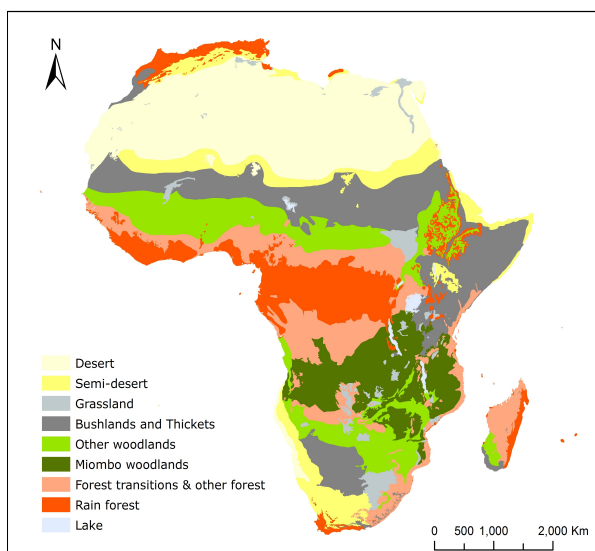 N
Desert
Semi-desert
Grassland
Bushlands and Thickets
Other woodlands
Miombo woodlands
Forest transitions & other forest
Rain forest
Lake
0 500 1,000 2,000 Km